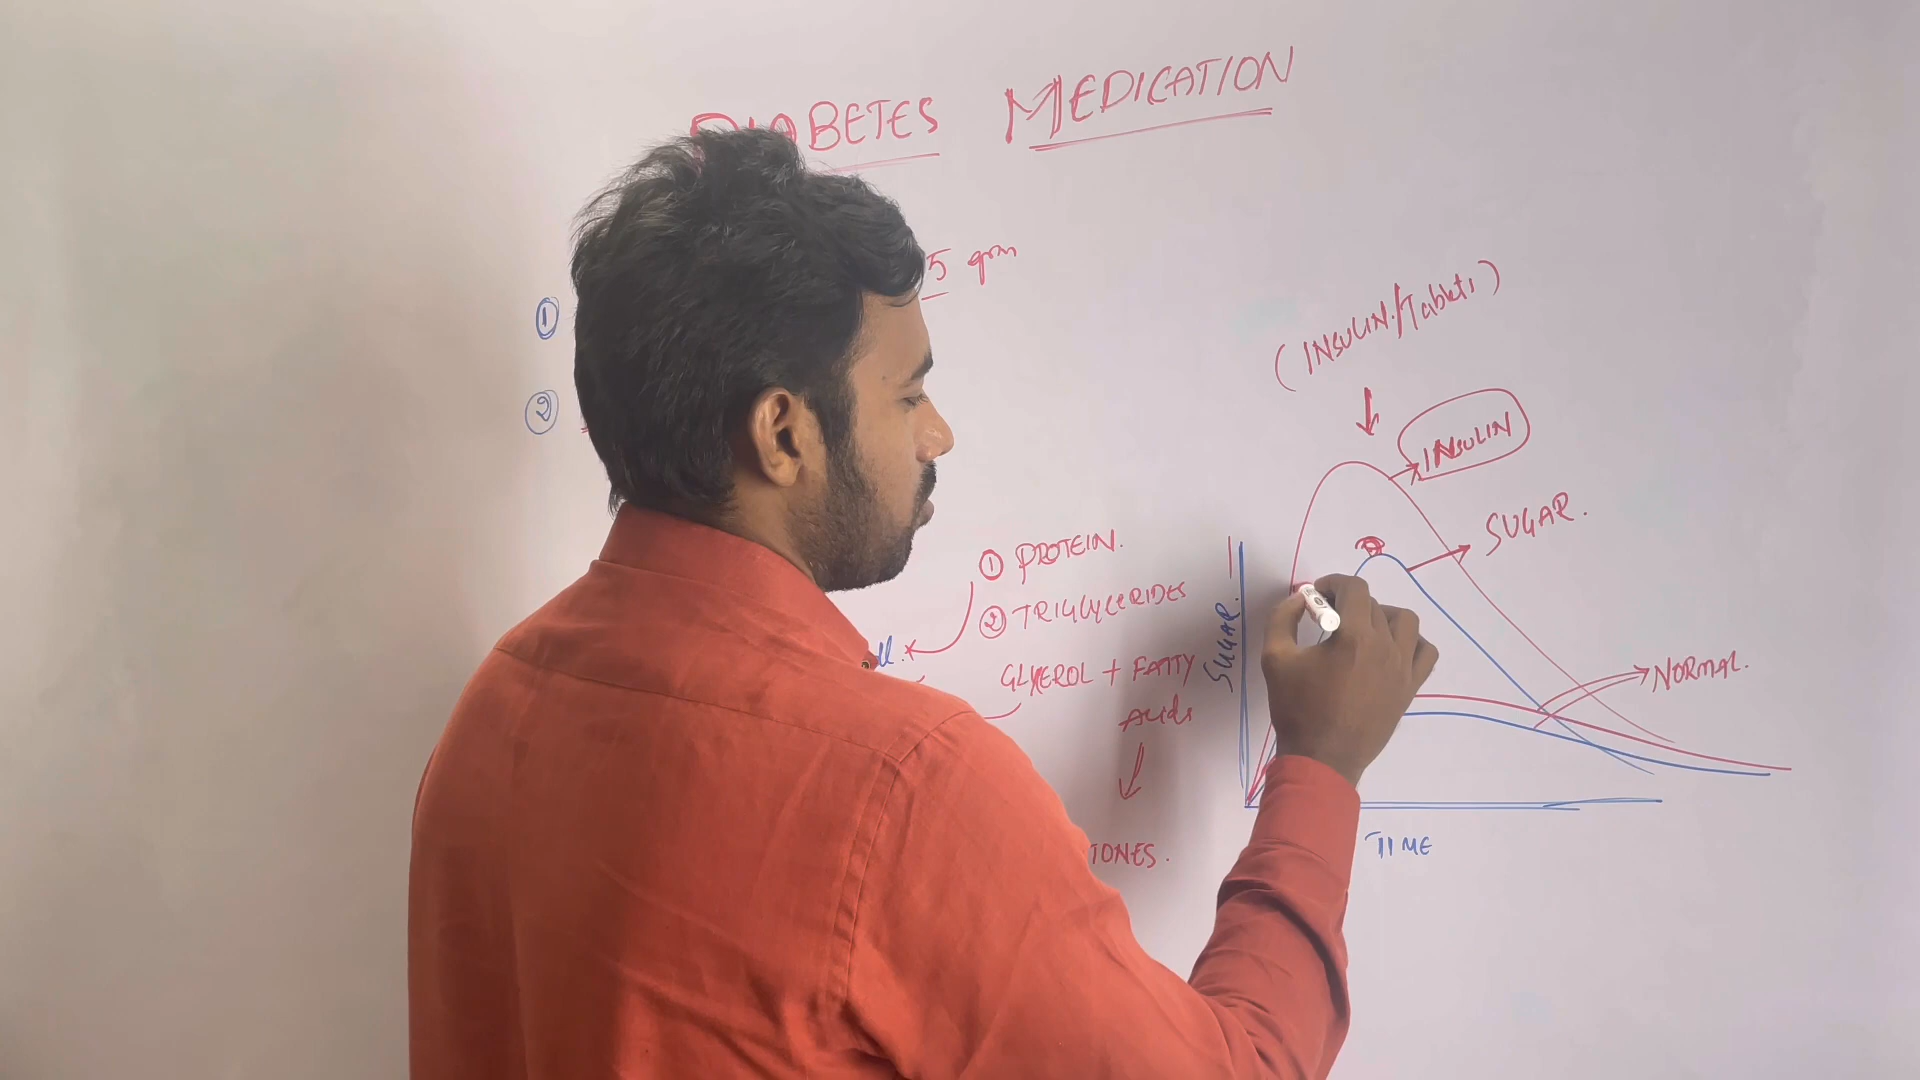 DIABETES MEDICATION
5 gm
①
②
(INSULIN/Tablets)
INSULIN
SUGAR.
① PROTEIN.
② TRIGLYCERIDES
GLYEROL + FATTY
Acids
TONES.
SUGAR.
NORMAL.
TIME